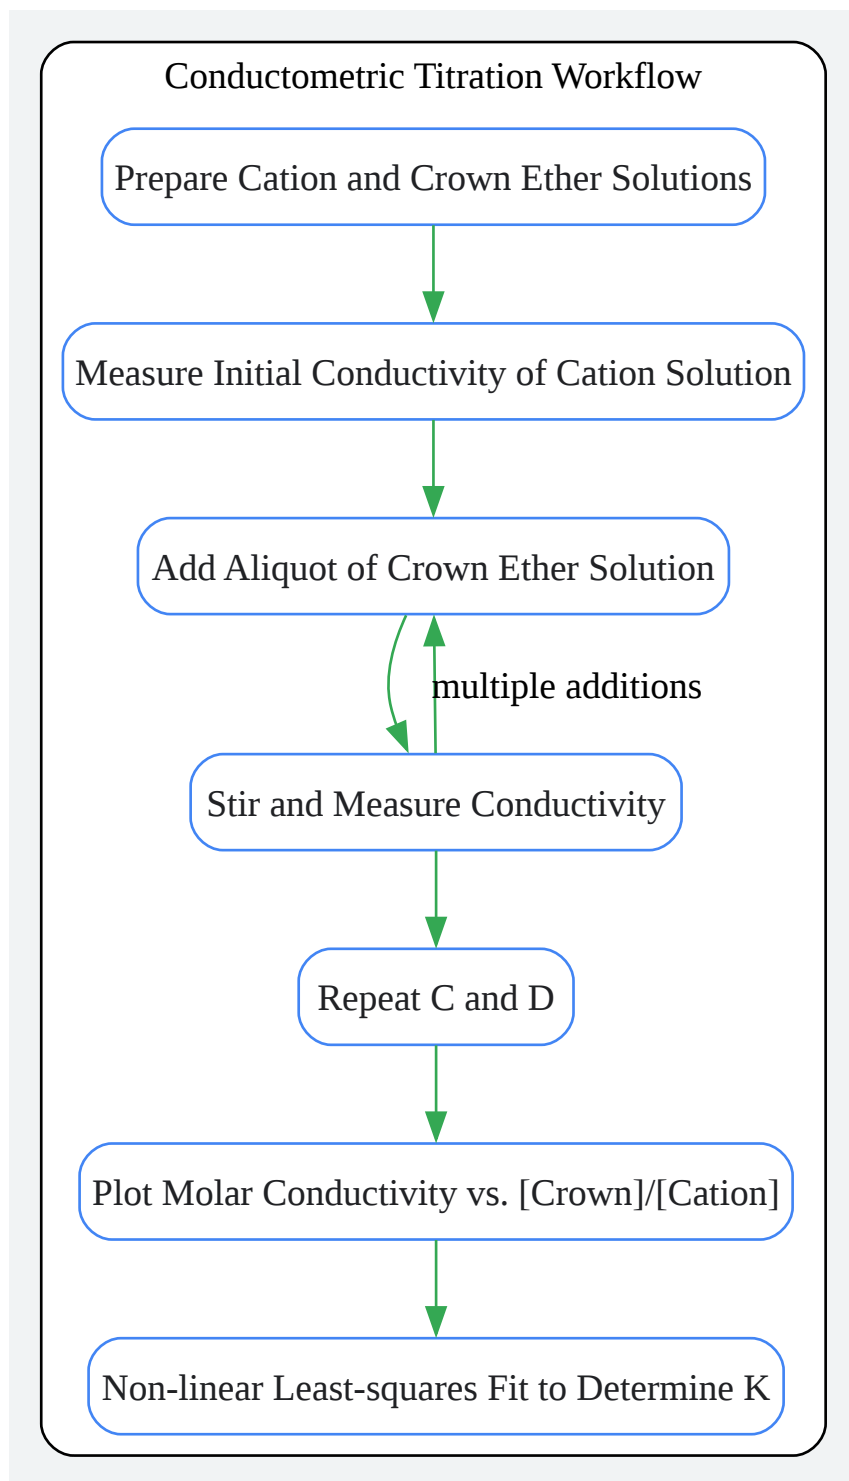 Conductometric Titration Workflow
Prepare Cation and Crown Ether Solutions
Measure Initial Conductivity of Cation Solution
Add Aliquot of Crown Ether Solution
multiple additions
Stir and Measure Conductivity
Repeat C and D
Plot Molar Conductivity vs. [Crown]/[Cation]
Non-linear Least-squares Fit to Determine K